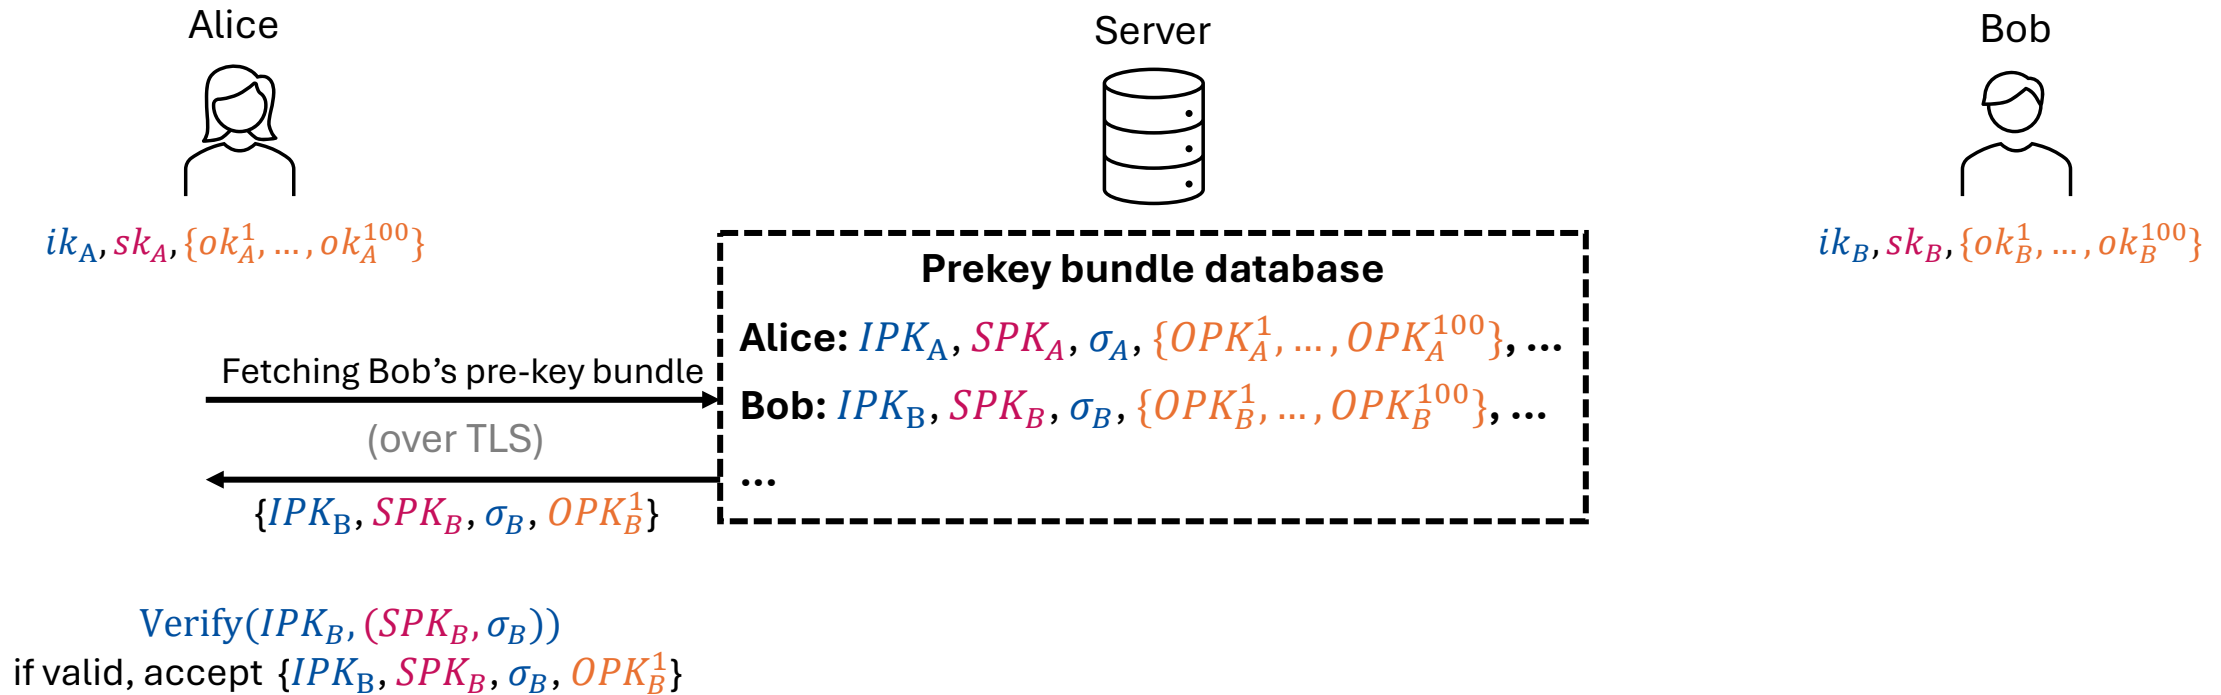 Alice
Server
Bob
ik_A, sk_A, {ok_A^1, …, ok_A^100}
ik_B, sk_B, {ok_B^1, …, ok_B^100}
Prekey bundle database
Alice: IPK_A, SPK_A, σ_A, {OPK_A^1, …, OPK_A^100}, …
Fetching Bob’s pre-key bundle
Bob: IPK_B, SPK_B, σ_B, {OPK_B^1, …, OPK_B^100}, …
(over TLS)
…
{IPK_B, SPK_B, σ_B, OPK_B^1}
Verify(IPK_B, (SPK_B, σ_B))
if valid, accept {IPK_B, SPK_B, σ_B, OPK_B^1}